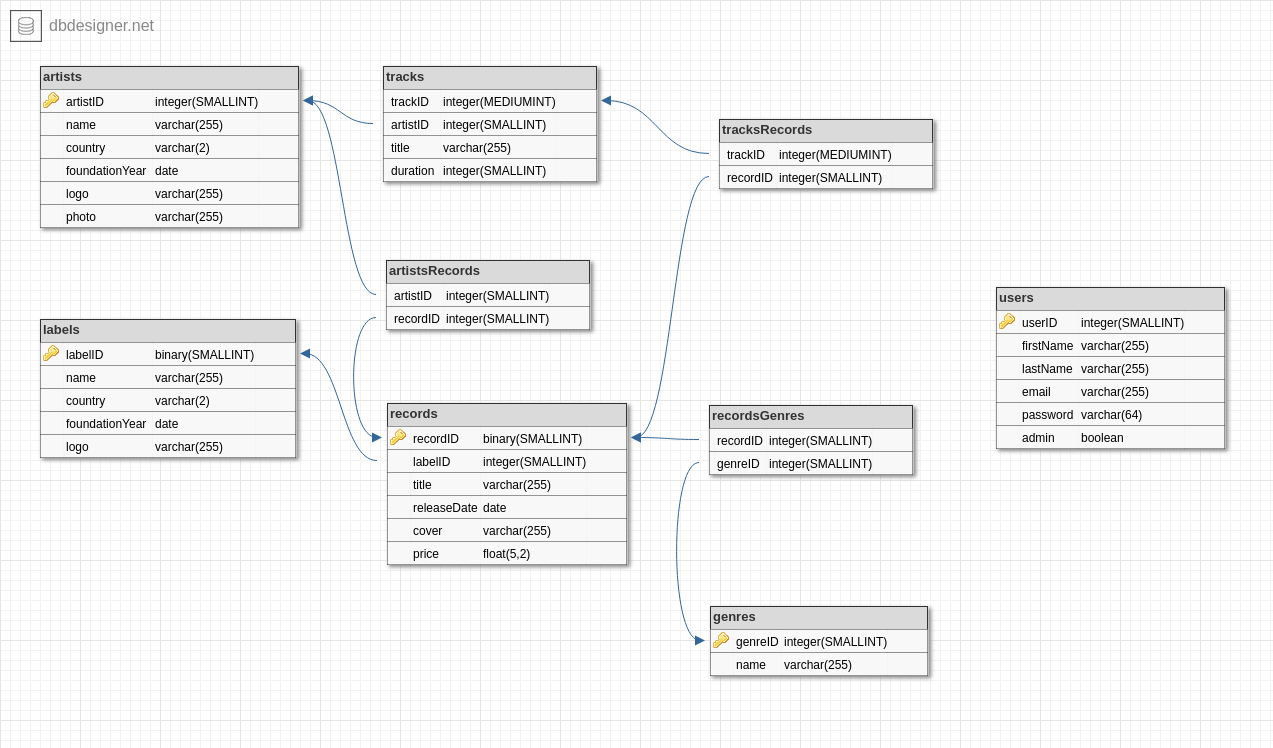 dbdesigner.net
artists
artistID integer(SMALLINT)
name varchar(255)
country varchar(2)
foundationYear date
logo varchar(255)
photo varchar(255)
tracks
trackID integer(MEDIUMINT)
artistID integer(SMALLINT)
title varchar(255)
duration integer(SMALLINT)
tracksRecords
trackID integer(MEDIUMINT)
recordID integer(SMALLINT)
artistsRecords
artistID integer(SMALLINT)
recordID integer(SMALLINT)
labels
labelID binary(SMALLINT)
name varchar(255)
country varchar(2)
foundationYear date
logo varchar(255)
records
recordID binary(SMALLINT)
labelID integer(SMALLINT)
title varchar(255)
releaseDate date
cover varchar(255)
price float(5,2)
recordsGenres
recordID integer(SMALLINT)
genreID integer(SMALLINT)
users
userID integer(SMALLINT)
firstName varchar(255)
lastName varchar(255)
email varchar(255)
password varchar(64)
admin boolean
genres
genreID integer(SMALLINT)
name varchar(255)